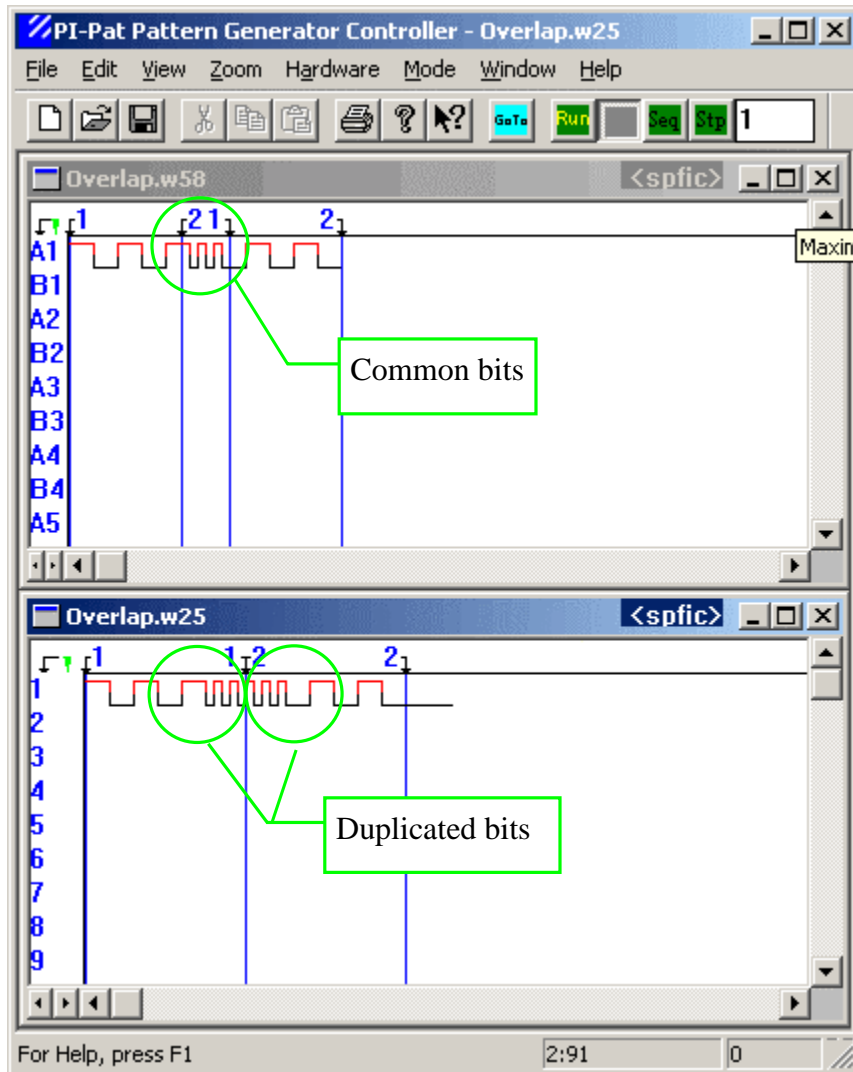 PI-Pat Pattern Generator Controller - Overlap.w25
File Edit View Zoom Hardware Mode Window Help
GoTo Run Seq Stp 1
Overlap.w58 <spfic>
1 2 1 2
Maxin
A1
B1
A2
B2
A3
B3
A4
B4
A5
Common bits
Overlap.w25 <spfic>
1 1 2 2
1
2
3
4
5
6
7
8
9
Duplicated bits
For Help, press F1 2:91 0